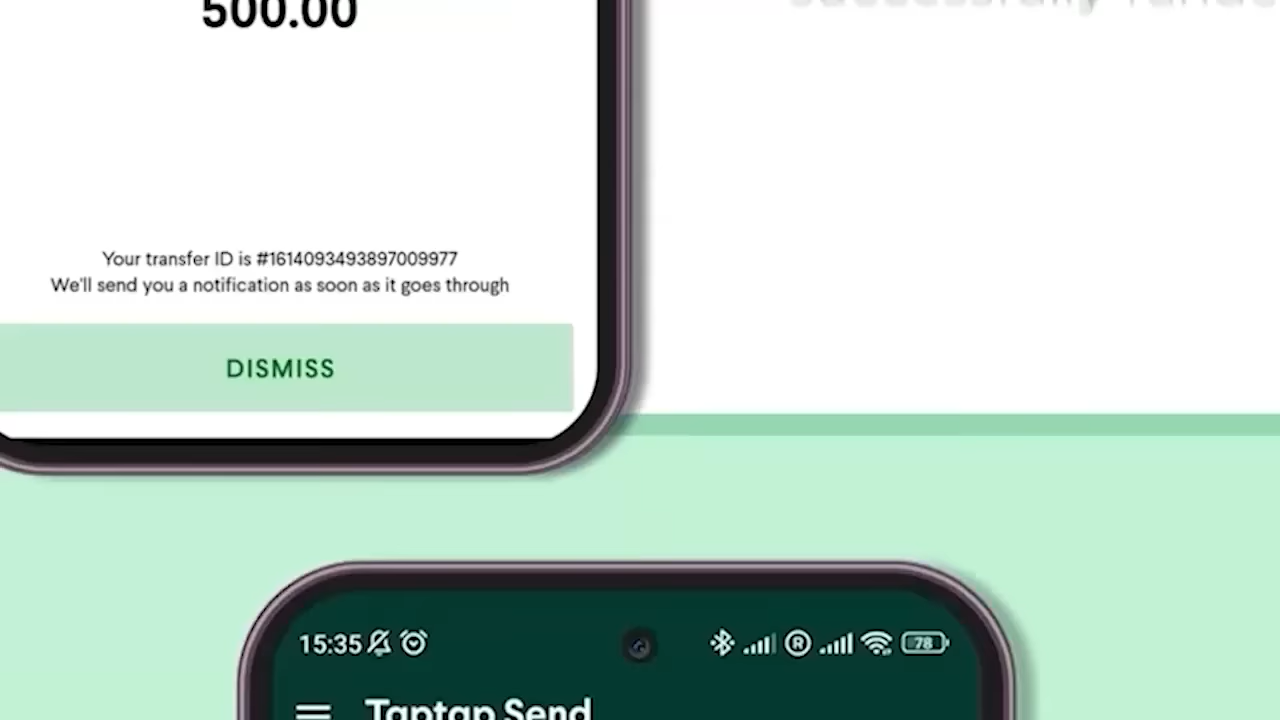 500.00
Your transfer ID is #1614093493897009977
We'll send you a notification as soon as it goes through
DISMISS
15:35
78
Taptap Send